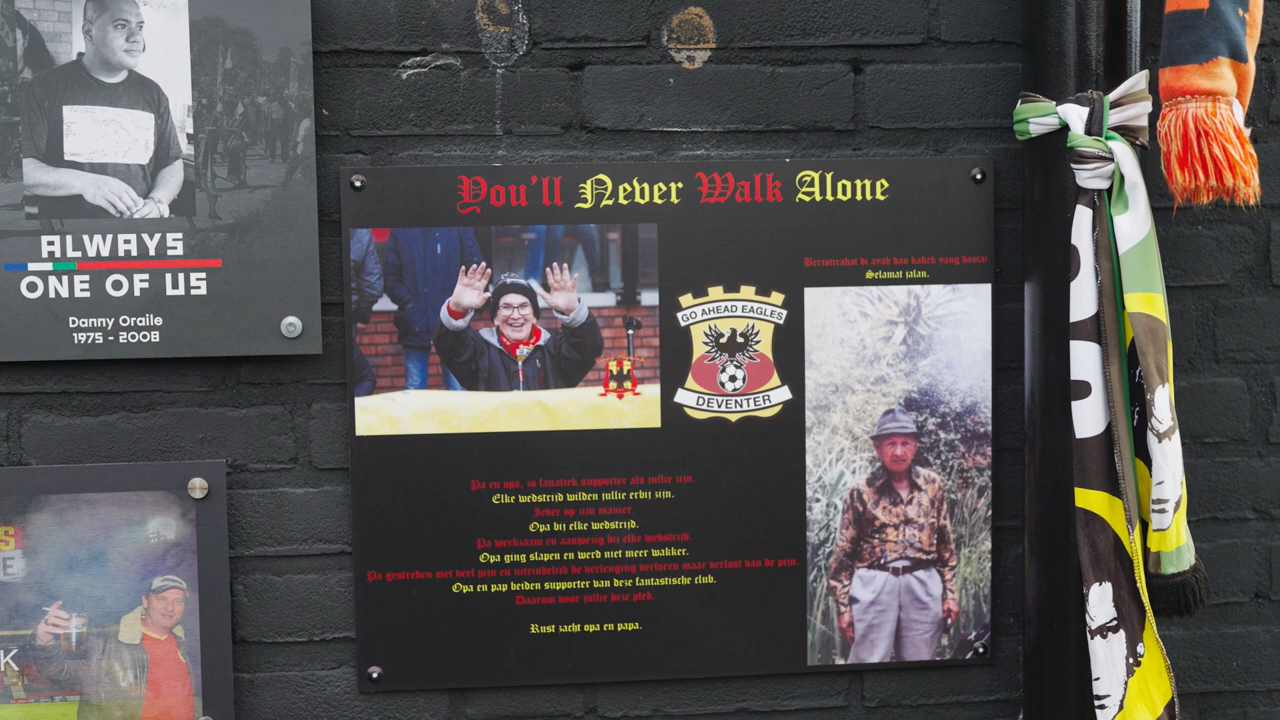 ALWAYS
ONE OF US
Danny Oraile
1975 - 2008
You'll Never Walk Alone
Beristirahat di ayah dan kakek yang damai.
Selamat jalan.
GO AHEAD EAGLES
DEVENTER
Pa en opa, zo fanatiek supporter als jullie zijn.
Elke wedstrijd wilden jullie erbij zijn.
Ieder op zijn manier.
Opa bij elke wedstrijd.
Pa werkzaam en aanwezig bij elke wedstrijd.
Opa ging slapen en werd niet meer wakker.
Pa gestreden met veel pijn en uiteindelijk de verlenging verloren maar verlost van de pijn.
Opa en pap beiden supporter van deze fantastische club.
Daarom voor jullie deze plek.
Rust zacht opa en papa.
K